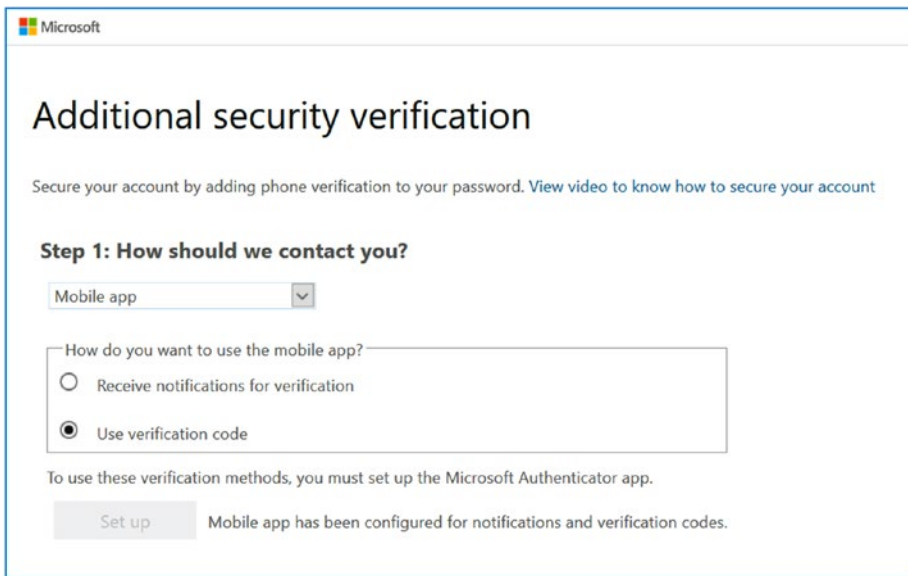 Microsoft
Additional security verification
Secure your account by adding phone verification to your password. View video to know how to secure your account
Step 1: How should we contact you?
Mobile app
How do you want to use the mobile app?
Receive notifications for verification
Use verification code
To use these verification methods, you must set up the Microsoft Authenticator app.
Set up Mobile app has been configured for notifications and verification codes.